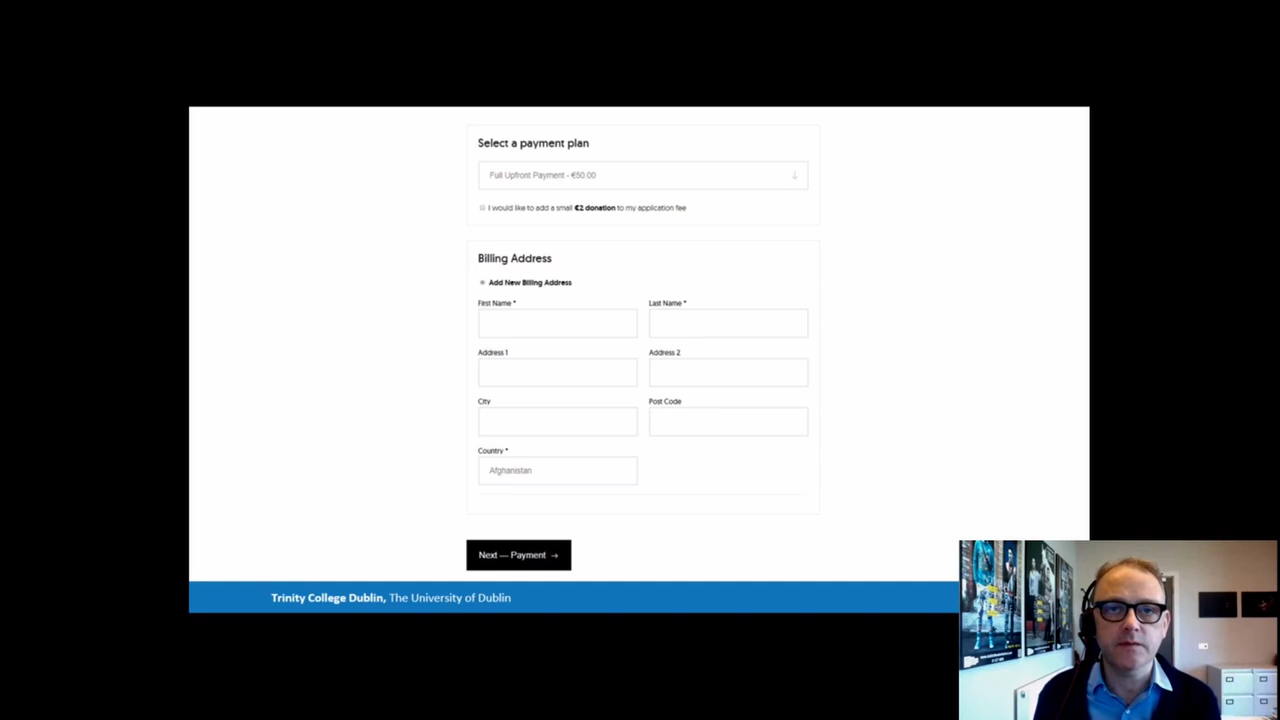 Select a payment plan
Full Upfront Payment - €50.00
I would like to add a small €2 donation to my application fee
Billing Address
Add New Billing Address
First Name *
Last Name *
Address 1
Address 2
City
Post Code
Country *
Afghanistan
Next — Payment →
Trinity College Dublin, The University of Dublin